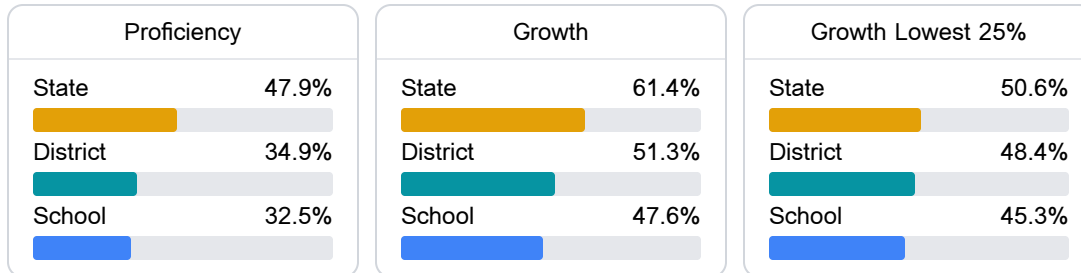 Proficiency
State 47.9%
District 34.9%
School 32.5%
Growth
State 61.4%
District 51.3%
School 47.6%
Growth Lowest 25%
State 50.6%
District 48.4%
School 45.3%